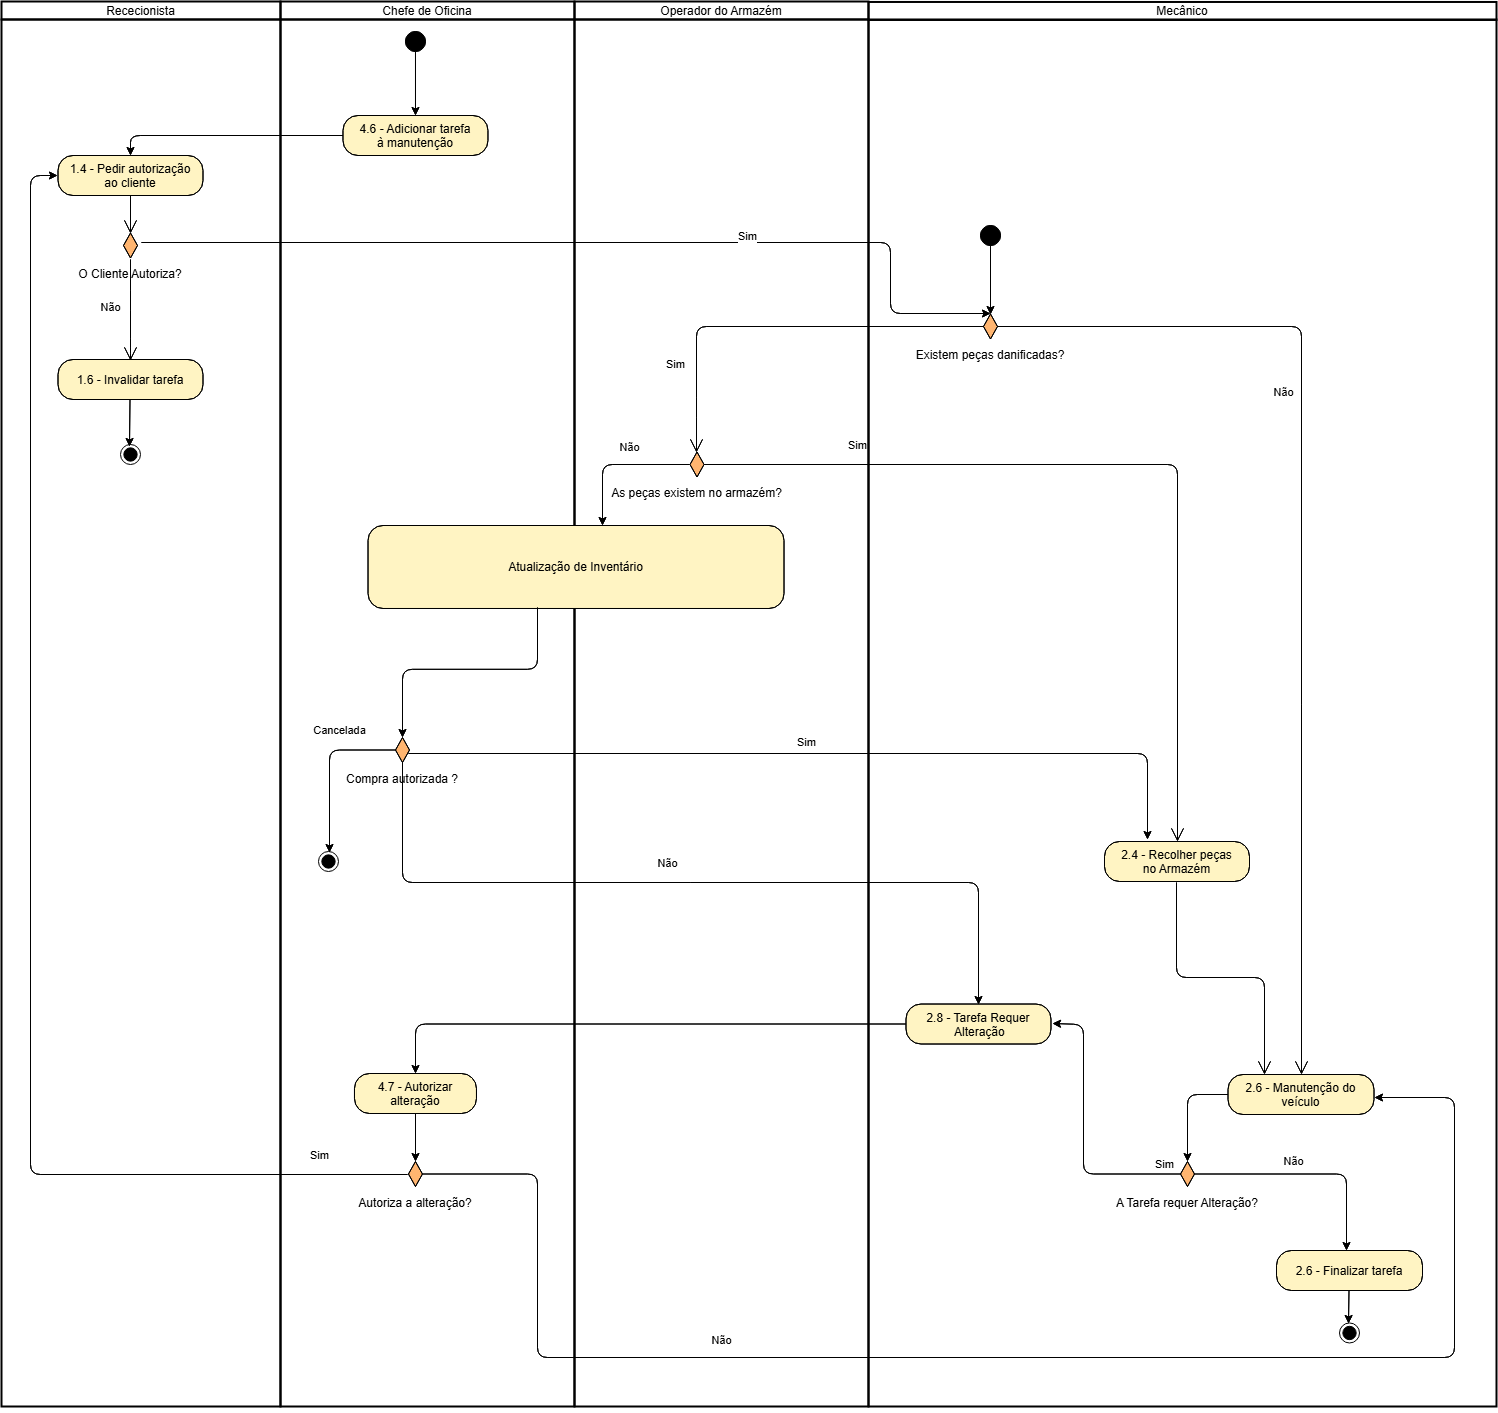 Rececionista
Chefe de Oficina
Operador do Armazém
Mecânico
4.6 - Adicionar tarefa
à manutenção
1.4 - Pedir autorização
ao cliente
Sim
O Cliente Autoriza?
Não
Existem peças danificadas?
Sim
Não
1.6 - Invalidar tarefa
Não
Sim
As peças existem no armazém?
Atualização de Inventário
Cancelada
Sim
Compra autorizada ?
Não
2.4 - Recolher peças
no Armazém
2.8 - Tarefa Requer
Alteração
4.7 - Autorizar
alteração
2.6 - Manutenção do
veículo
Sim
Sim
Não
Autoriza a alteração?
A Tarefa requer Alteração?
2.6 - Finalizar tarefa
Não